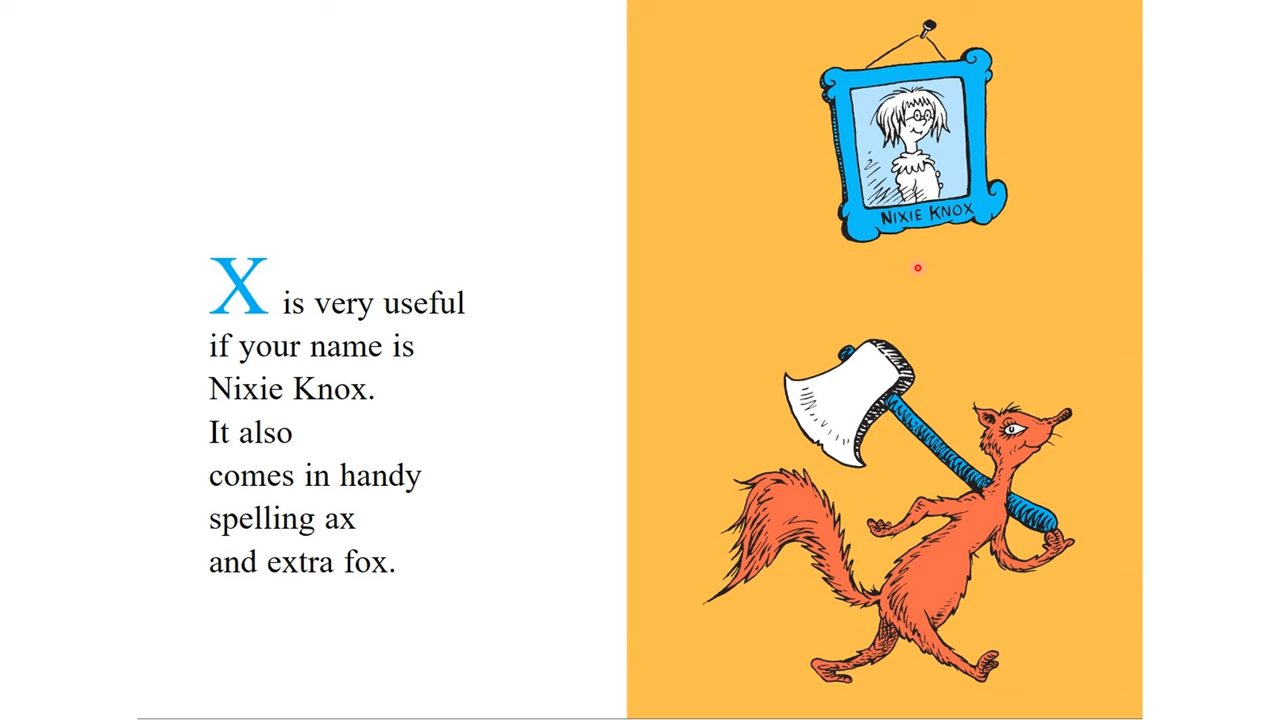 X is very useful
if your name is
Nixie Knox.
It also
comes in handy
spelling ax
and extra fox.
NIXIE KNOX